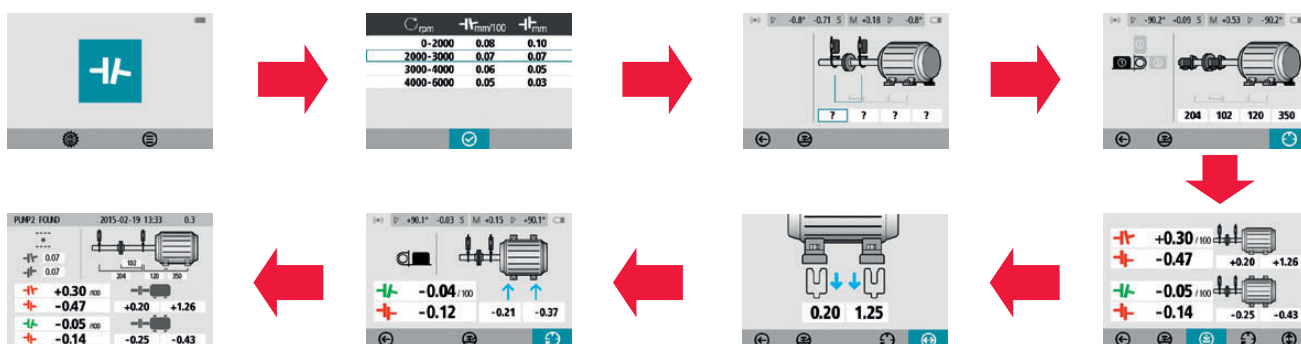 rpm mm/100 mm
0-2000 0.08 0.10
2000-3000 0.07 0.07
3000-4000 0.06 0.05
4000-6000 0.05 0.03
-0.8° -0.71 S M +0.18 -0.8°
? ? ? ?
-90.2° -0.09 S M +0.53 -90.2°
204 102 120 350
+0.30 /100
-0.47 +0.20 +1.26
-0.05 /100
-0.14 -0.25 -0.43
0.20 1.25
+90.1° -0.03 S M +0.15 +90.1°
-0.04 /100
-0.12 -0.21 -0.37
PUMP2 FOUND 2015-02-19 13:33 0.3
0.07
0.07
102
204 120 350
+0.30 /100
-0.47 +0.20 +1.26
-0.05 /100
-0.14 -0.25 -0.43